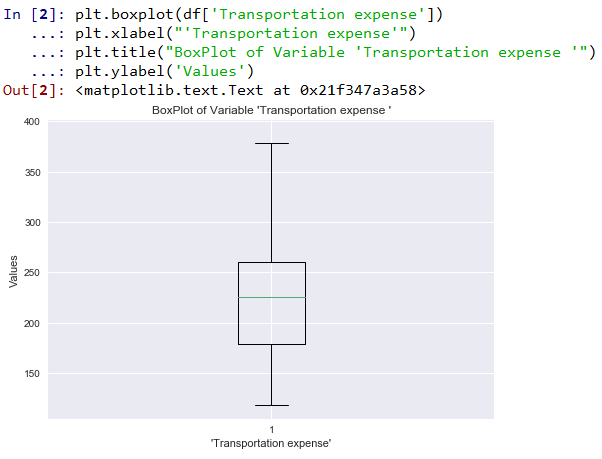 In [2]: plt.boxplot(df['Transportation expense'])
...: plt.xlabel("'Transportation expense'")
...: plt.title("BoxPlot of Variable 'Transportation expense '")
...: plt.ylabel('Values')
Out[2]: <matplotlib.text.Text at 0x21f347a3a58>
BoxPlot of Variable 'Transportation expense '
400
350
300
250
200
150
Values
1
'Transportation expense'